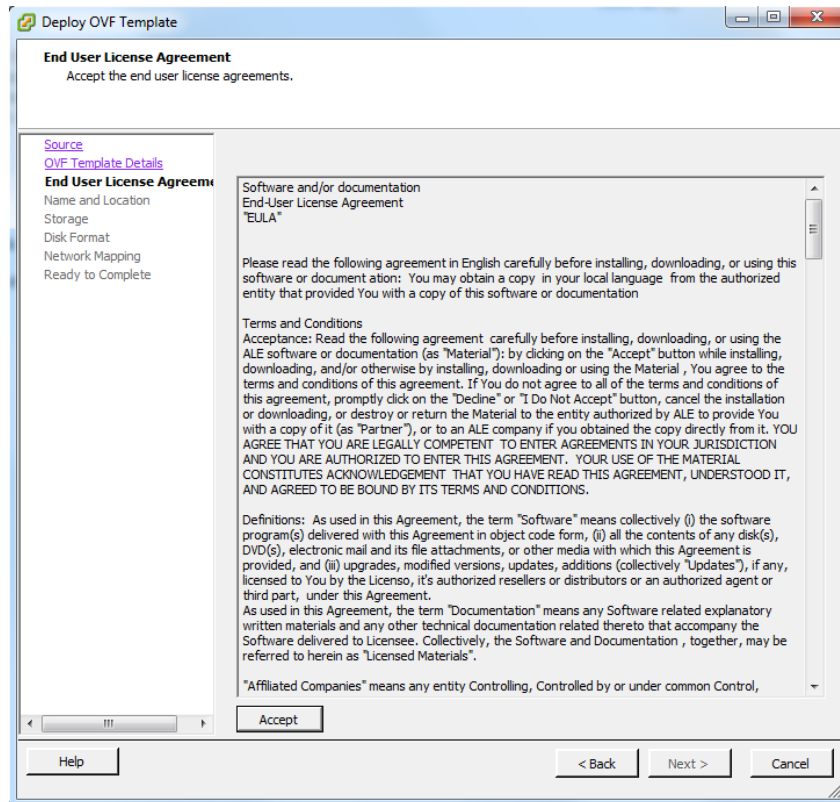 Deploy OVF Template
End User License Agreement
Accept the end user license agreements.
Source
OVF Template Details
End User License Agreeme
Name and Location
Storage
Disk Format
Network Mapping
Ready to Complete
Software and/or documentation
End-User License Agreement
"EULA"
Please read the following agreement in English carefully before installing, downloading, or using this
software or document ation:  You may obtain a copy  in your local language  from the authorized
entity that provided You with a copy of this software or documentation
Terms and Conditions
Acceptance: Read the following agreement  carefully before installing, downloading, or using the
ALE software or documentation (as "Material"): by clicking on the "Accept" button while installing,
downloading, and/or otherwise by installing, downloading or using the Material , You agree to the
terms and conditions of this agreement. If You do not agree to all of the terms and conditions of
this agreement, promptly click on the "Decline" or "I Do Not Accept" button, cancel the installation
or downloading, or destroy or return the Material to the entity authorized by ALE to provide You
with a copy of it (as "Partner"), or to an ALE company if you obtained the copy directly from it. YOU
AGREE THAT YOU ARE LEGALLY COMPETENT  TO ENTER AGREEMENTS IN YOUR JURISDICTION
AND YOU ARE AUTHORIZED TO ENTER THIS AGREEMENT.  YOUR USE OF THE MATERIAL
CONSTITUTES ACKNOWLEDGEMENT  THAT YOU HAVE READ THIS AGREEMENT, UNDERSTOOD IT,
AND AGREED TO BE BOUND BY ITS TERMS AND CONDITIONS.
Definitions:  As used in this Agreement, the term "Software" means collectively (i) the software
program(s) delivered with this Agreement in object code form, (ii) all the contents of any disk(s),
DVD(s), electronic mail and its file attachments, or other media with which this Agreement is
provided, and (iii) upgrades, modified versions, updates, additions (collectively "Updates"), if any,
licensed to You by the Licenso, it's authorized resellers or distributors or an authorized agent or
third part,  under this Agreement.
As used in this Agreement, the term "Documentation" means any Software related explanatory
written materials and any other technical documentation related thereto that accompany the
Software delivered to Licensee. Collectively, the Software and Documentation , together, may be
referred to herein as "Licensed Materials".
"Affiliated Companies" means any entity Controlling, Controlled by or under common Control,
Accept
Help
< Back
Next >
Cancel